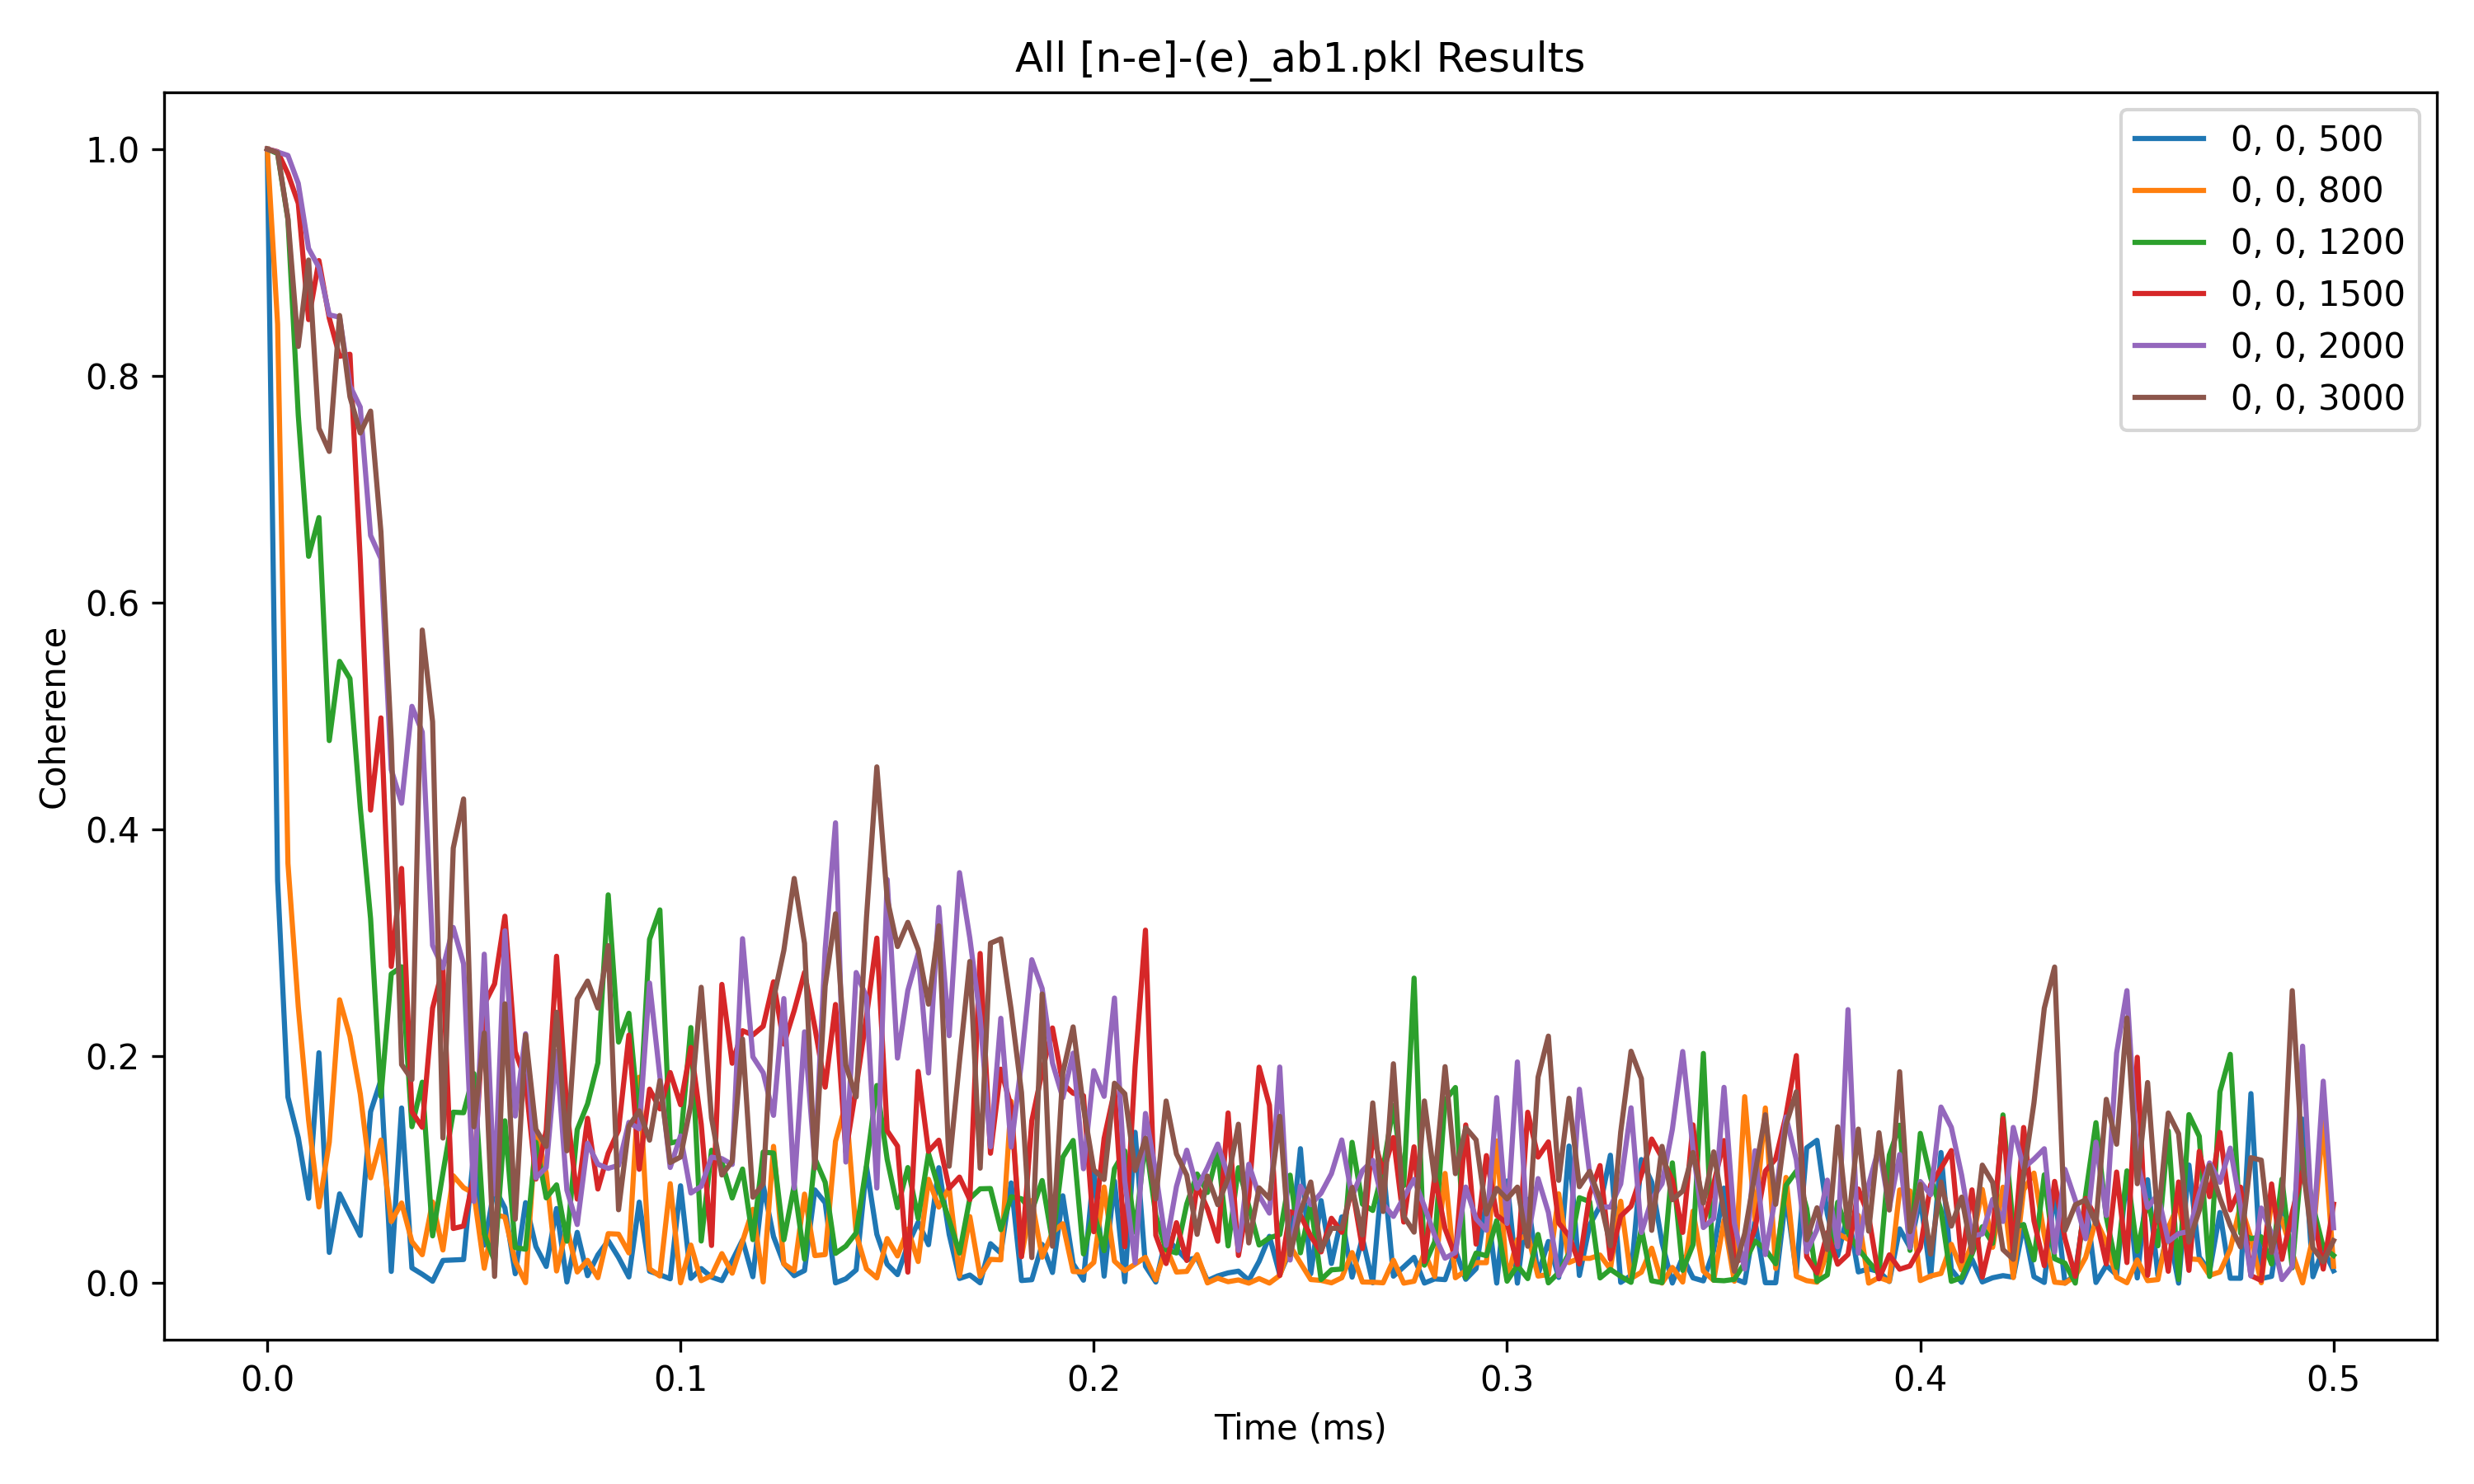 All [n-e]-(e)_ab1.pkl Results
0, 0, 500
0, 0, 800
0, 0, 1200
0, 0, 1500
0, 0, 2000
0, 0, 3000
1.0
0.8
0.6
0.4
0.2
0.0
Coherence
0.0 0.1 0.2 0.3 0.4 0.5
Time (ms)